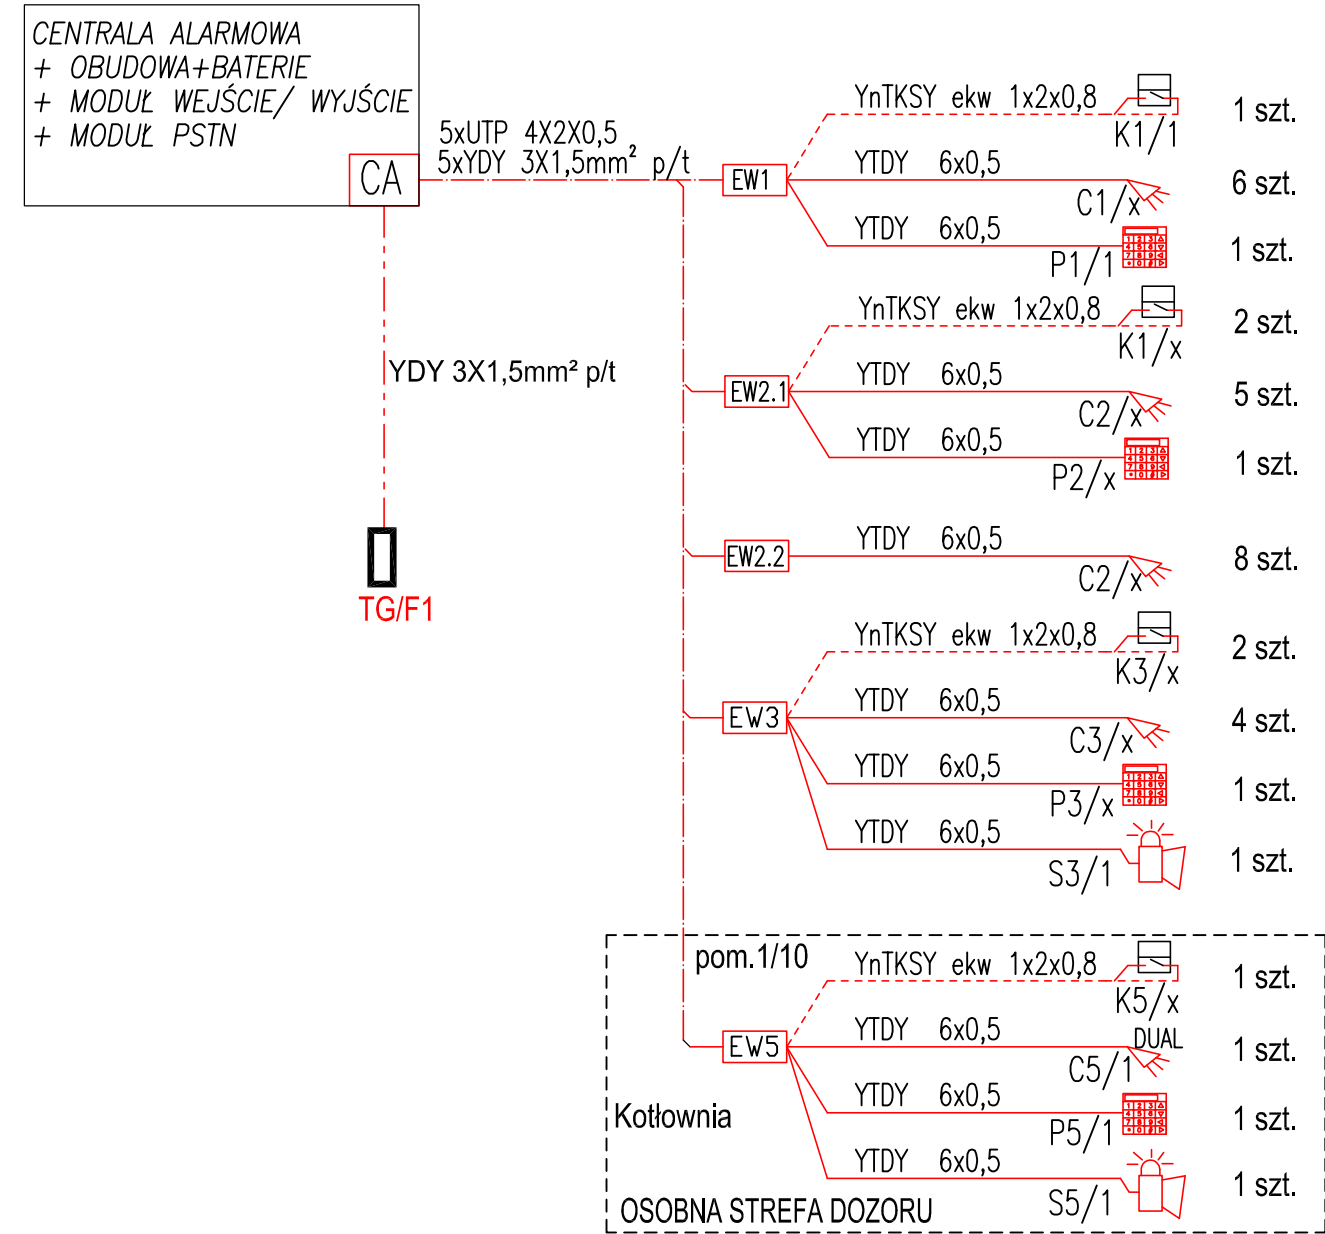 CENTRALA ALARMOWA
+ OBUDOWA+BATERIE
+ MODUŁ WEJŚCIE/ WYJŚCIE
+ MODUŁ PSTN
CA
5xUTP 4X2X0,5
5xYDY 3X1,5mm² p/t
YDY 3X1,5mm² p/t
TG/F1
EW1
YnTKSY ekw 1x2x0,8
K1/1
1 szt.
YTDY 6x0,5
C1/x
6 szt.
YTDY 6x0,5
P1/1
1 szt.
EW2.1
YnTKSY ekw 1x2x0,8
K1/x
2 szt.
YTDY 6x0,5
C2/x
5 szt.
YTDY 6x0,5
P2/x
1 szt.
EW2.2
YTDY 6x0,5
C2/x
8 szt.
EW3
YnTKSY ekw 1x2x0,8
K3/x
2 szt.
YTDY 6x0,5
C3/x
4 szt.
YTDY 6x0,5
P3/x
1 szt.
YTDY 6x0,5
S3/1
1 szt.
pom.1/10
EW5
YnTKSY ekw 1x2x0,8
K5/x
1 szt.
YTDY 6x0,5
DUAL
C5/1
1 szt.
YTDY 6x0,5
P5/1
1 szt.
YTDY 6x0,5
S5/1
1 szt.
Kotłownia
OSOBNA STREFA DOZORU